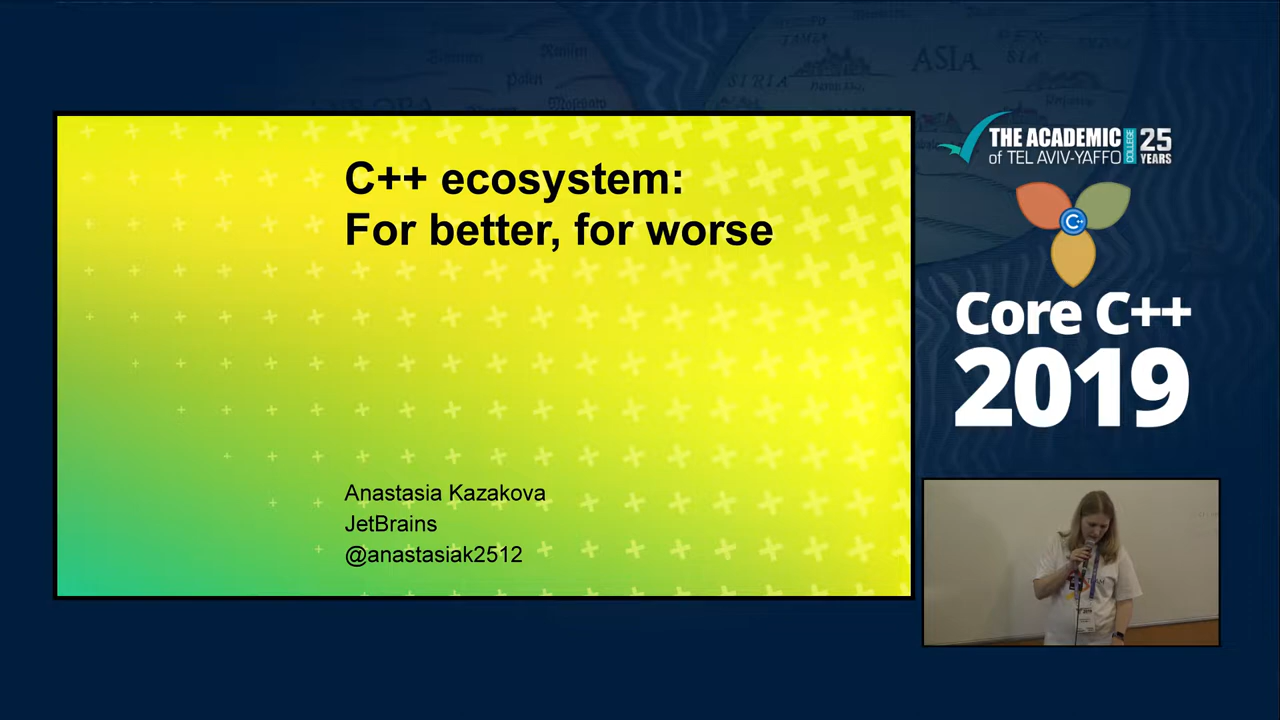 C++ ecosystem:
For better, for worse
Anastasia Kazakova
JetBrains
@anastasiak2512
THE ACADEMIC
of TEL AVIV-YAFFO
COLLEGE
25
YEARS
C++
Core C++
2019
ASIA
SIRIA